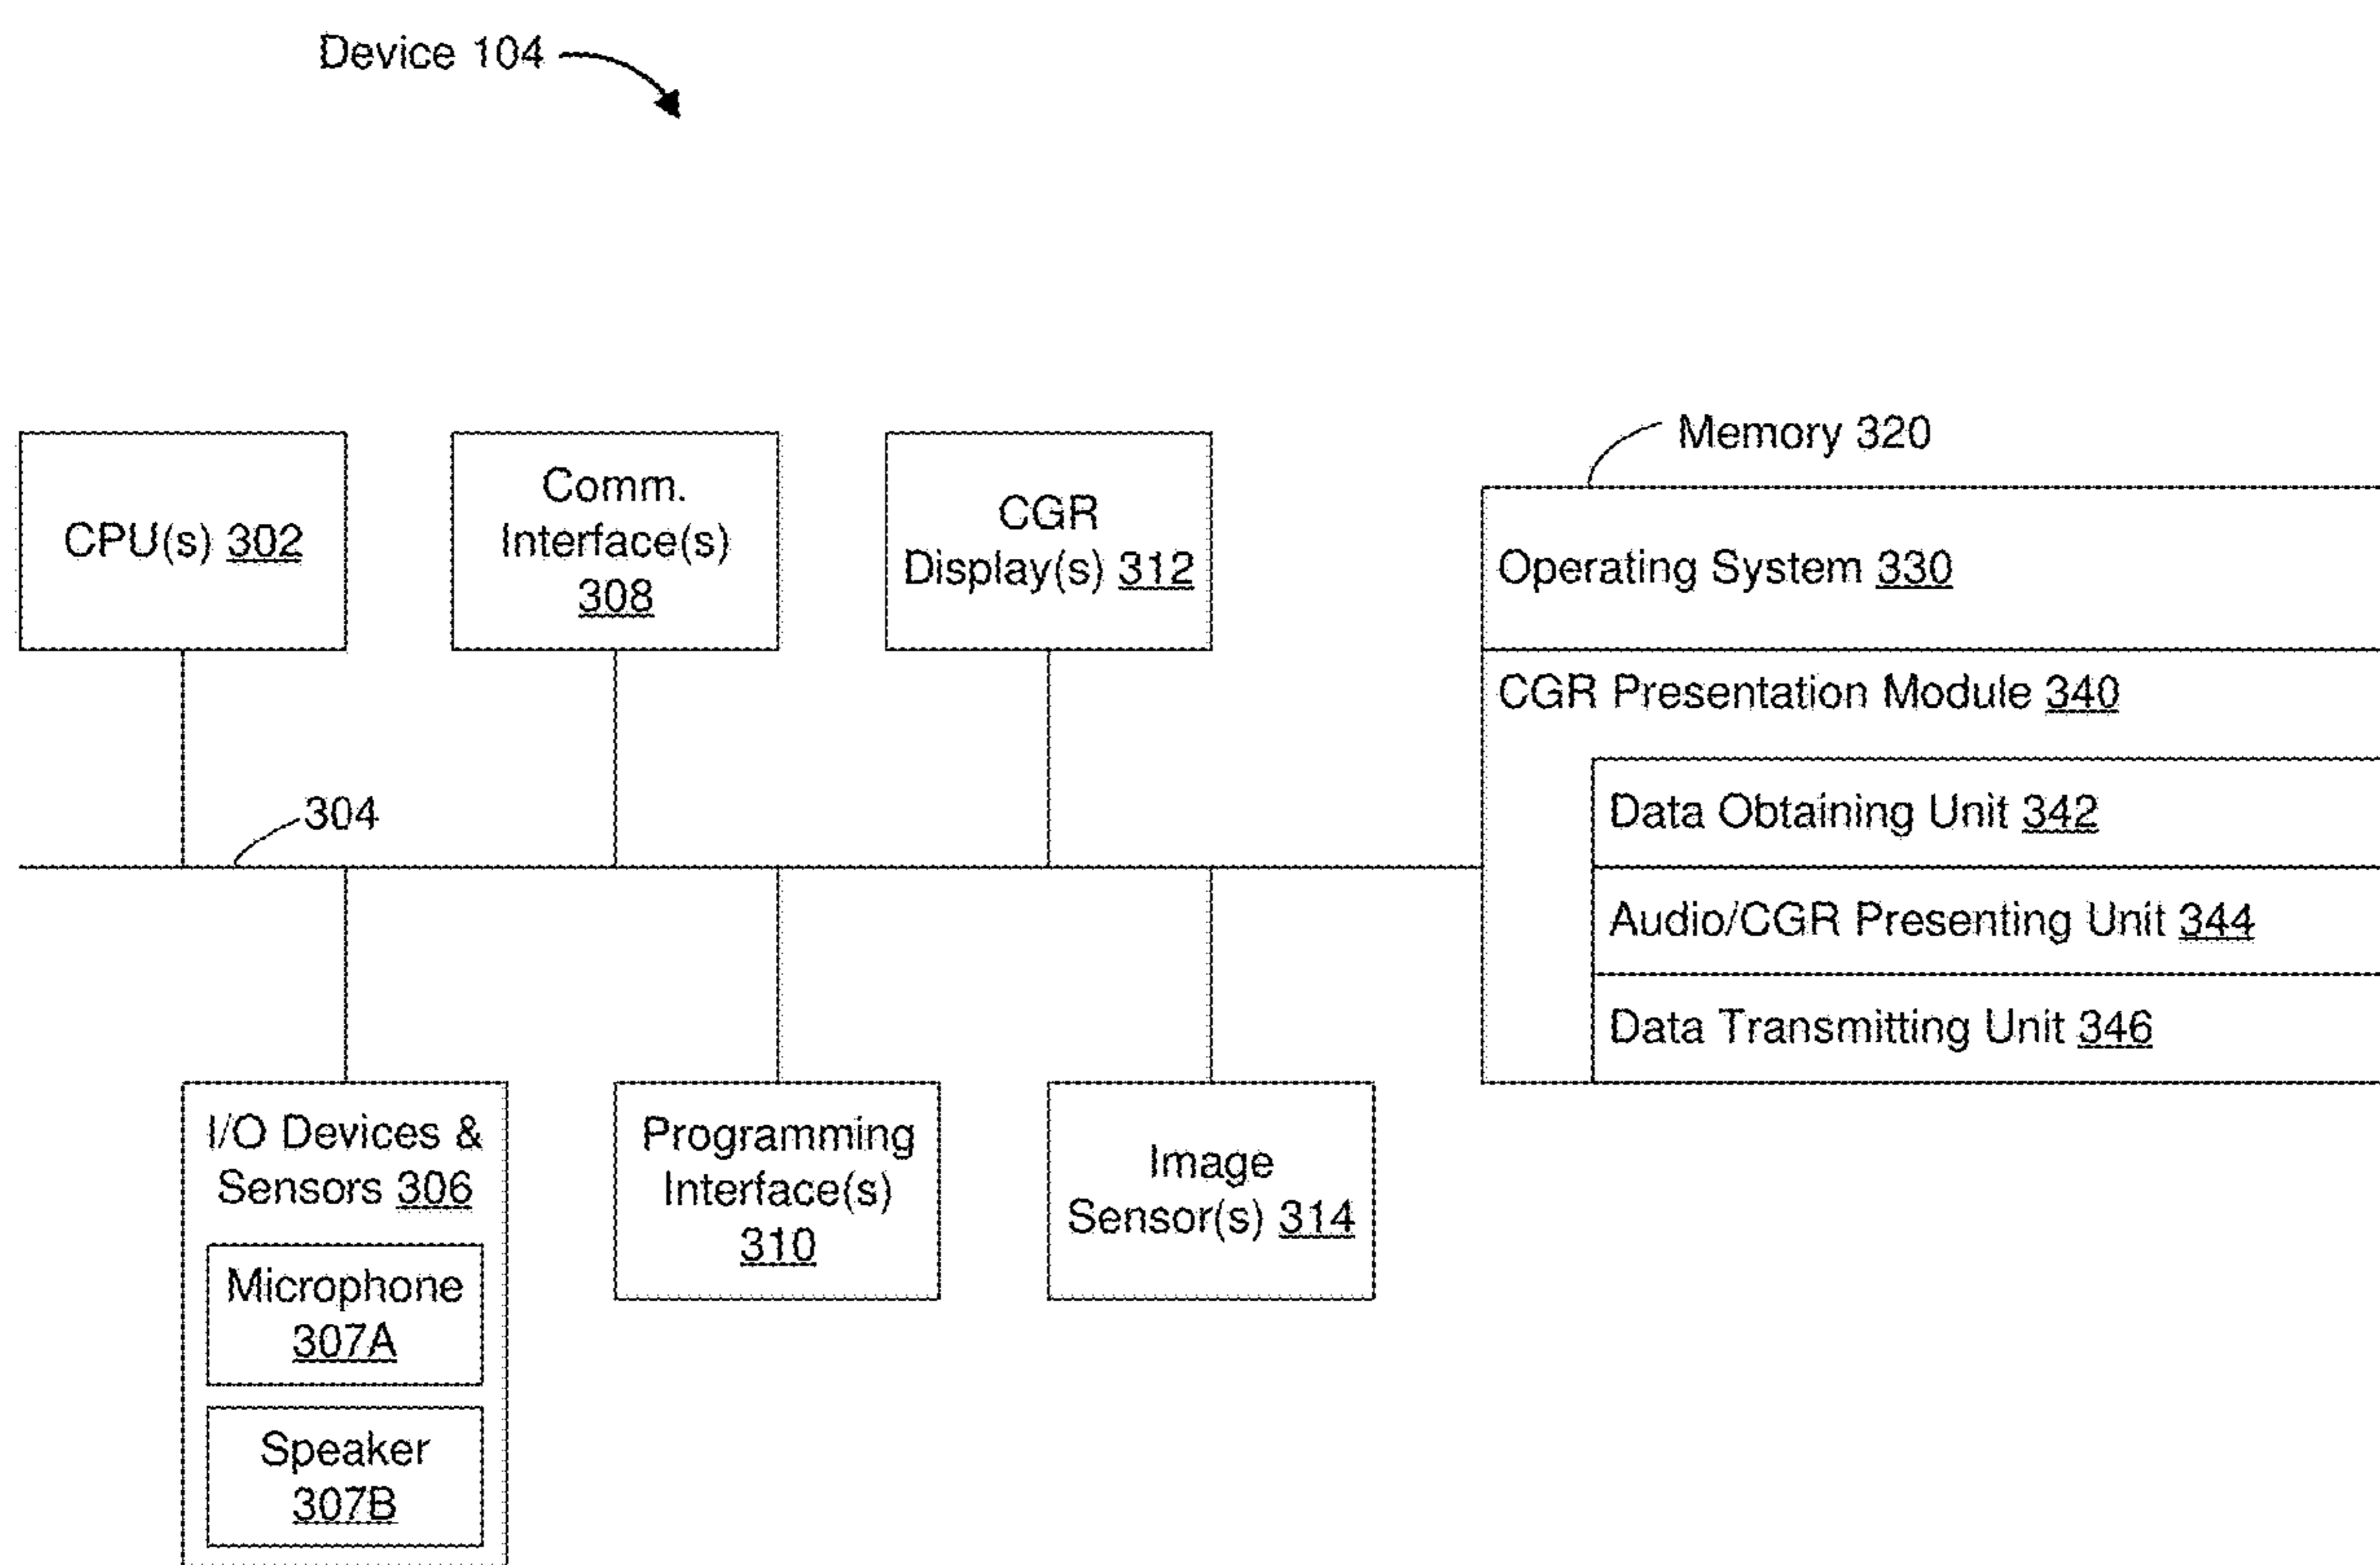 Device 104
CPU(s) 302
Comm.
Interface(s)
308
CGR
Display(s) 312
Memory 320
Operating System 330
CGR Presentation Module 340
Data Obtaining Unit 342
Audio/CGR Presenting Unit 344
Data Transmitting Unit 346
304
I/O Devices &
Sensors 306
Microphone
307A
Speaker
307B
Programming
Interface(s)
310
Image
Sensor(s) 314